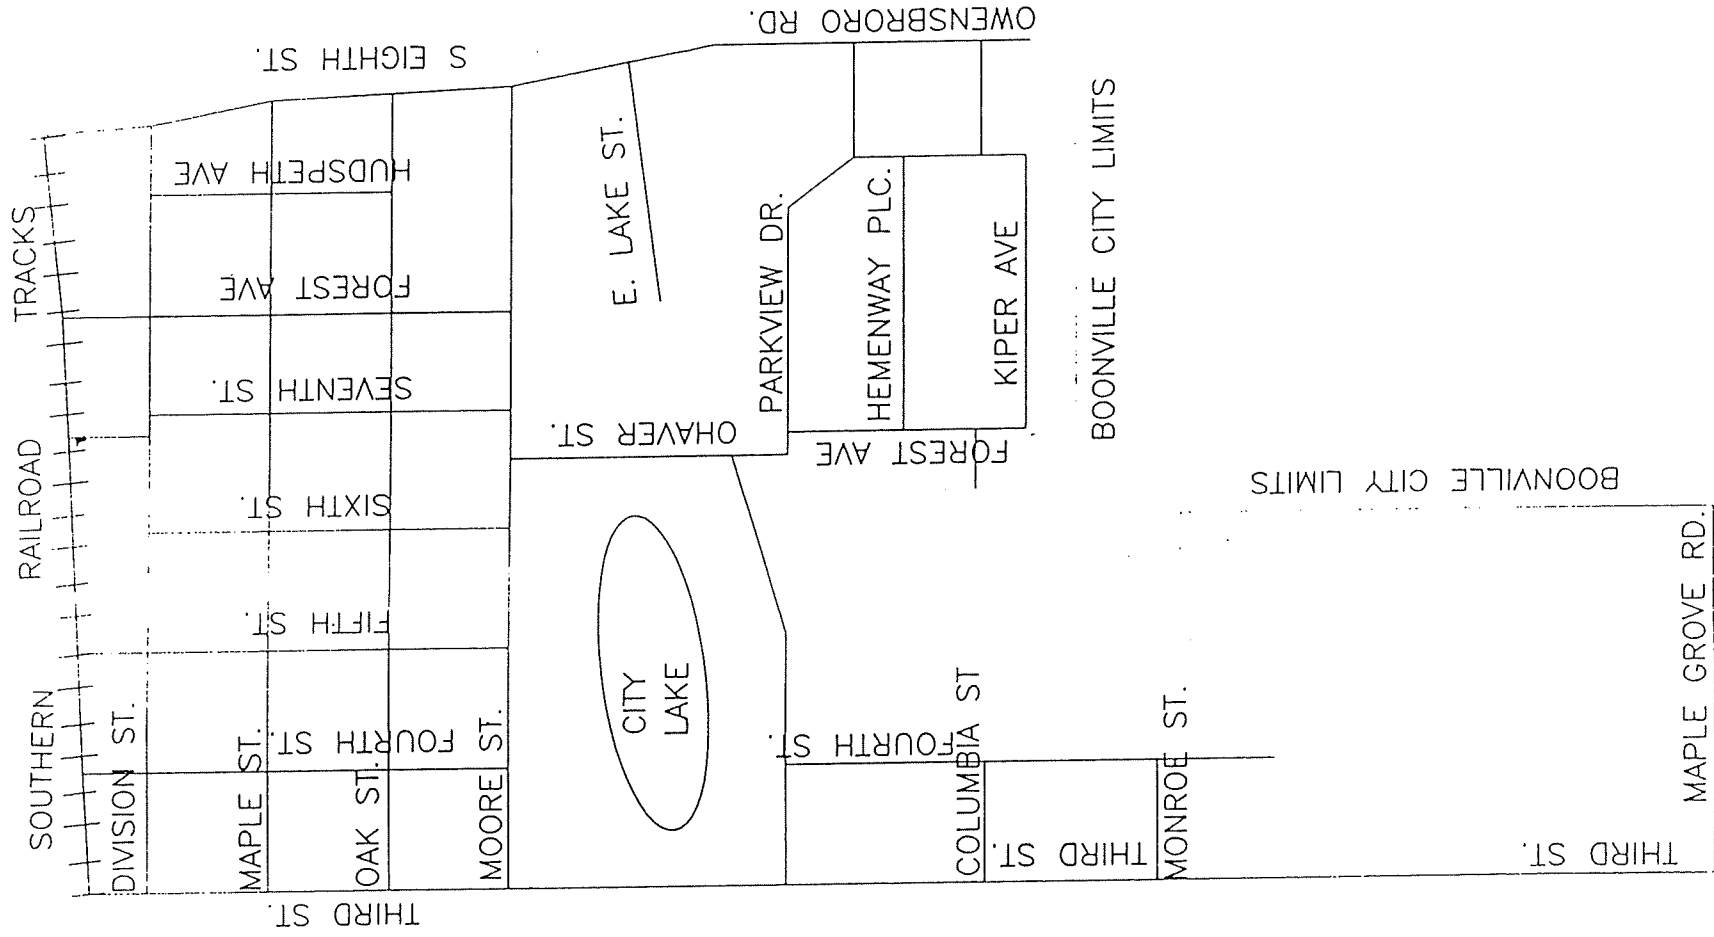 SOUTHERN
RAILROAD
TRACKS
DIVISION ST.
MAPLE ST.
OAK ST.
MOORE ST.
THIRD ST.
FOURTH ST.
FIFTH ST.
SIXTH ST.
SEVENTH ST.
FOREST AVE
HUDSPETH AVE
S EIGHTH ST.
E. LAKE ST.
OHAVER ST.
CITY
LAKE
OWENSBRORO RD.
PARKVIEW DR.
HEMENWAY PLC.
KIPER AVE
FOREST AVE
FOURTH ST.
COLUMBIA ST
THIRD ST.
MONROE ST.
BOONVILLE CITY LIMITS
BOONVILLE CITY LIMITS
MAPLE GROVE RD.
THIRD ST.